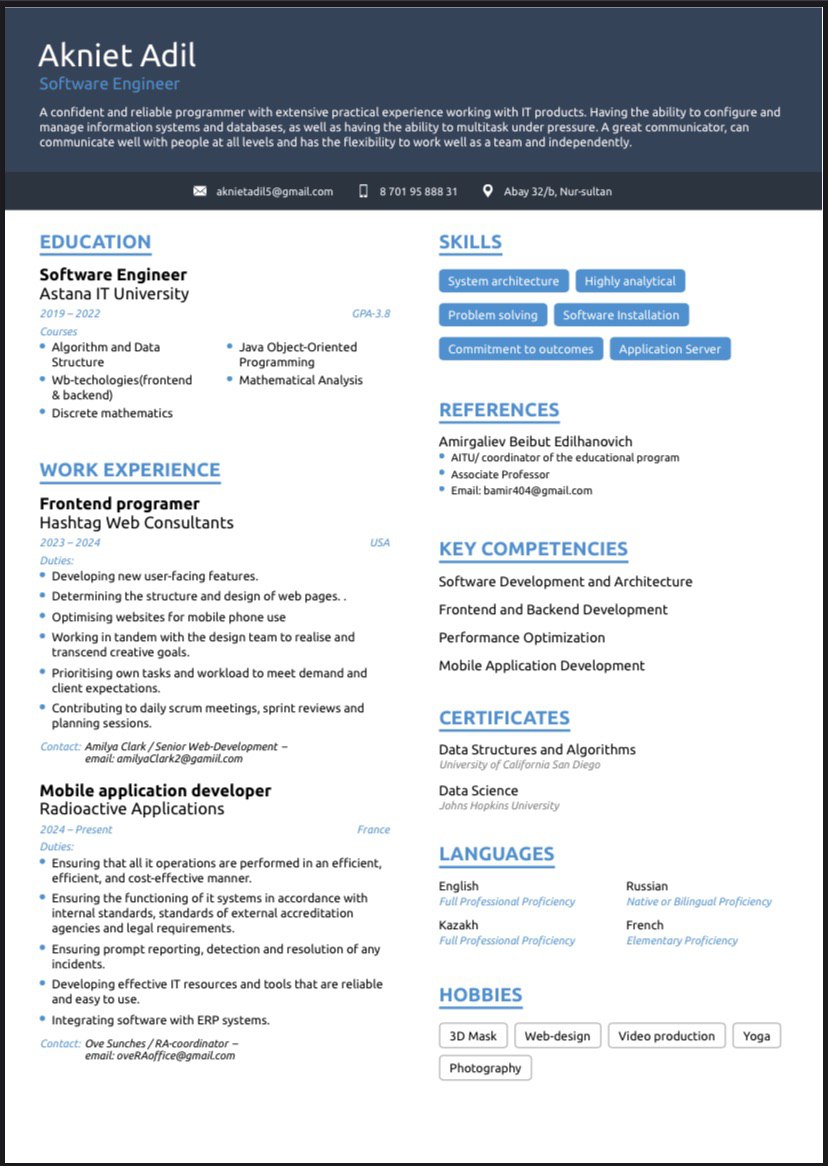 Akniet Adil
Software Engineer
A confident and reliable programmer with extensive practical experience working with IT products. Having the ability to configure and
manage information systems and databases, as well as having the ability to multitask under pressure. A great communicator, can
communicate well with people at all levels and has the flexibility to work well as a team and independently.
aknietadil5@gmail.com 8 701 95 888 31 Abay 32/b, Nur-sultan
EDUCATION
Software Engineer
Astana IT University
2019 – 2022 GPA-3.8
Courses
• Algorithm and Data
Structure
• Wb-techologies(frontend
& backend)
• Discrete mathematics
• Java Object-Oriented
Programming
• Mathematical Analysis
WORK EXPERIENCE
Frontend programer
Hashtag Web Consultants
2023 – 2024 USA
Duties:
• Developing new user-facing features.
• Determining the structure and design of web pages. .
• Optimising websites for mobile phone use
• Working in tandem with the design team to realise and
transcend creative goals.
• Prioritising own tasks and workload to meet demand and
client expectations.
• Contributing to daily scrum meetings, sprint reviews and
planning sessions.
Contact: Amilya Clark / Senior Web-Development –
email: amilyaClark2@gamiil.com
Mobile application developer
Radioactive Applications
2024 – Present France
Duties:
• Ensuring that all it operations are performed in an efficient,
efficient, and cost-effective manner.
• Ensuring the functioning of it systems in accordance with
internal standards, standards of external accreditation
agencies and legal requirements.
• Ensuring prompt reporting, detection and resolution of any
incidents.
• Developing effective IT resources and tools that are reliable
and easy to use.
• Integrating software with ERP systems.
Contact: Ove Sunches / RA-coordinator –
email: oveRAoffice@gmail.com
SKILLS
System architecture Highly analytical
Problem solving Software Installation
Commitment to outcomes Application Server
REFERENCES
Amirgaliev Beibut Edilhanovich
• AITU/ coordinator of the educational program
• Associate Professor
• Email: bamir404@gmail.com
KEY COMPETENCIES
Software Development and Architecture
Frontend and Backend Development
Performance Optimization
Mobile Application Development
CERTIFICATES
Data Structures and Algorithms
University of California San Diego
Data Science
Johns Hopkins University
LANGUAGES
English Russian
Full Professional Proficiency Native or Bilingual Proficiency
Kazakh French
Full Professional Proficiency Elementary Proficiency
HOBBIES
3D Mask Web-design Video production Yoga
Photography